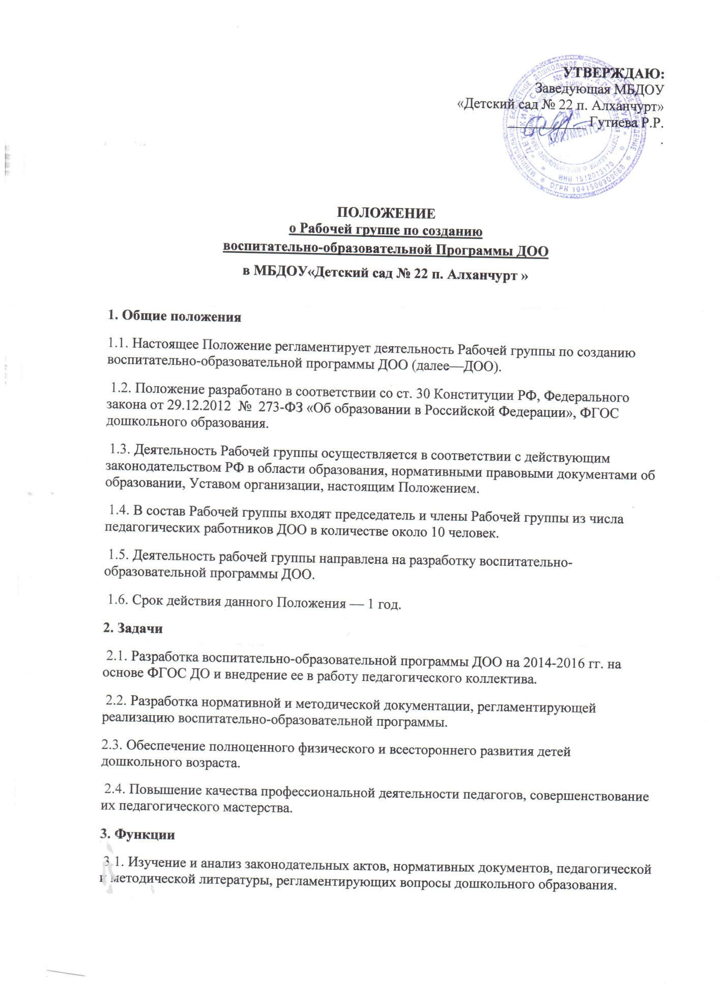 УТВЕРЖДАЮ:
Заведующая МБДОУ
«Детский сад № 22 п. Алханчурт»
Гутиева Р.Р.
ДЛЯ
ДОКУМЕНТОВ
«ДЕТСКИЙ САД №22 П.АЛХАНЧУРТ»
ИНН 1512013170
ОГРН 1041500900068
МУНИЦИПАЛЬНОЕ БЮДЖЕТНОЕ ДОШКОЛЬНОЕ ОБРАЗОВАТЕЛЬНОЕ УЧРЕЖДЕНИЕ
ПОЛОЖЕНИЕ
о Рабочей группе по созданию
воспитательно-образовательной Программы ДОО
в МБДОУ«Детский сад № 22 п. Алханчурт »
1. Общие положения
1.1. Настоящее Положение регламентирует деятельность Рабочей группы по созданию
воспитательно-образовательной программы ДОО (далее—ДОО).
1.2. Положение разработано в соответствии со ст. 30 Конституции РФ, Федерального
закона от 29.12.2012 № 273-ФЗ «Об образовании в Российской Федерации», ФГОС
дошкольного образования.
1.3. Деятельность Рабочей группы осуществляется в соответствии с действующим
законодательством РФ в области образования, нормативными правовыми документами об
образовании, Уставом организации, настоящим Положением.
1.4. В состав Рабочей группы входят председатель и члены Рабочей группы из числа
педагогических работников ДОО в количестве около 10 человек.
1.5. Деятельность рабочей группы направлена на разработку воспитательно-
образовательной программы ДОО.
1.6. Срок действия данного Положения — 1 год.
2. Задачи
2.1. Разработка воспитательно-образовательной программы ДОО на 2014-2016 гг. на
основе ФГОС ДО и внедрение ее в работу педагогического коллектива.
2.2. Разработка нормативной и методической документации, регламентирующей
реализацию воспитательно-образовательной программы.
2.3. Обеспечение полноценного физического и всестороннего развития детей
дошкольного возраста.
2.4. Повышение качества профессиональной деятельности педагогов, совершенствование
их педагогического мастерства.
3. Функции
3.1. Изучение и анализ законодательных актов, нормативных документов, педагогической
и методической литературы, регламентирующих вопросы дошкольного образования.